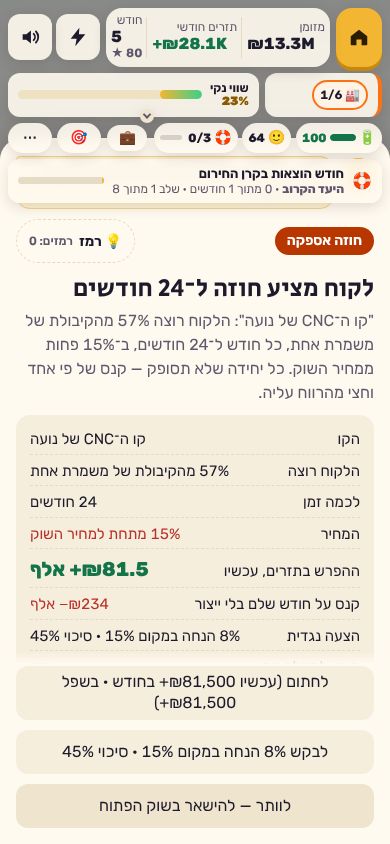 מזומן
₪13.3M
תזרים חודשי
+₪28.1K
חודש
5
★ 80
1/6
שווי נקי
23%
100
64
0/3
...
חודש הוצאות בקרן החירום
היעד הקרוב · 0 מתוך 1 חודשים · שלב 1 מתוך 8
חוזה אספקה
רמז רמזים: 0
לקוח מציע חוזה ל־24 חודשים
"קו ה־CNC של נועה": הלקוח רוצה 57% מהקיבולת של
משמרת אחת, כל חודש ל־24 חודשים, ב־15% פחות
ממחיר השוק. כל יחידה שלא תסופק — קנס של פי אחד
וחצי מהרווח עליה.
הקו קו ה־CNC של נועה
הלקוח רוצה 57% מהקיבולת של משמרת אחת
לכמה זמן 24 חודשים
המחיר 15% מתחת למחיר השוק
ההפרש בתזרים, עכשיו +₪81.5 אלף
קנס על חודש שלם בלי ייצור −₪234 אלף
הצעה נגדית 8% הנחה במקום 15% · סיכוי 45%
לחתום (עכשיו +₪81,500 בחודש · בשפל
+₪81,500)
לבקש 8% הנחה במקום 15% · סיכוי 45%
לוותר — להישאר בשוק הפתוח